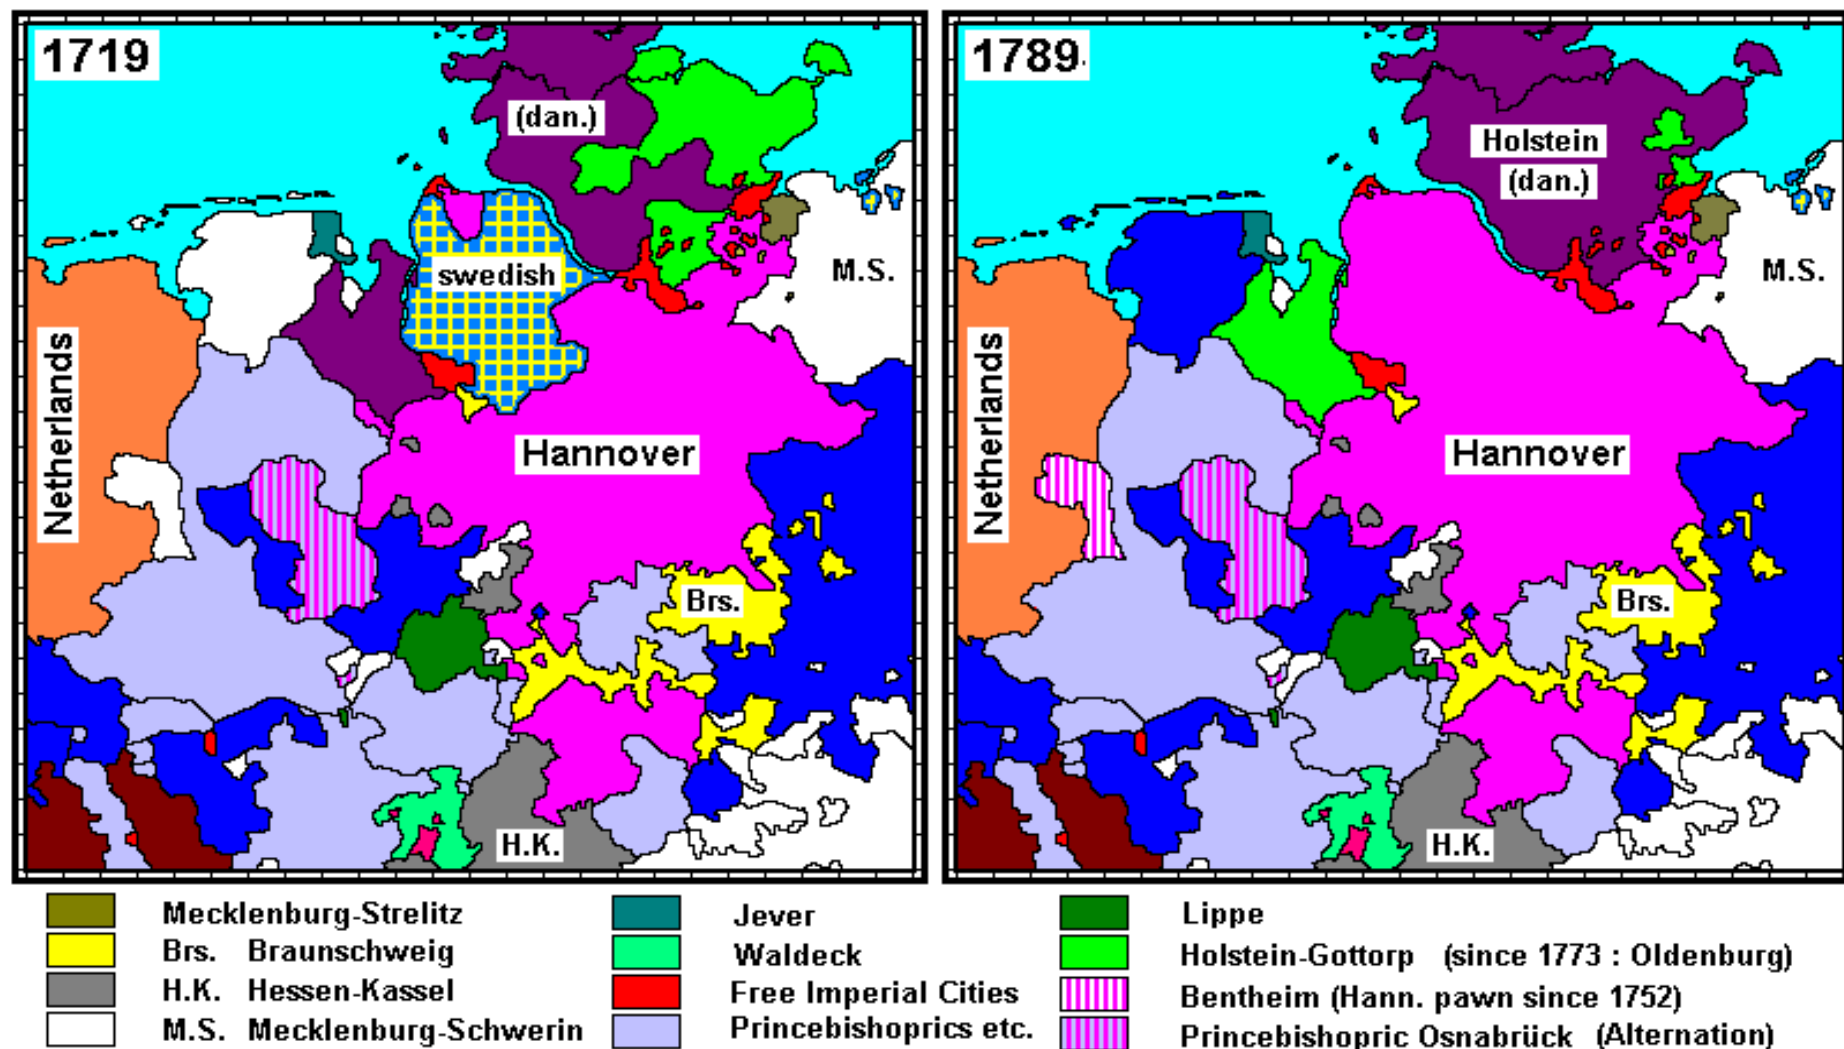 1719
(dan.)
swedish
M.S.
Netherlands
Hannover
Brs.
H.K.
1789.
Holstein
(dan.)
M.S.
Netherlands
Hannover
Brs.
H.K.
Mecklenburg-Strelitz
Brs. Braunschweig
H.K. Hessen-Kassel
M.S. Mecklenburg-Schwerin
Jever
Waldeck
Free Imperial Cities
Princebishoprics etc.
Lippe
Holstein-Gottorp (since 1773 : Oldenburg)
Bentheim (Hann. pawn since 1752)
Princebishopric Osnabrück (Alternation)